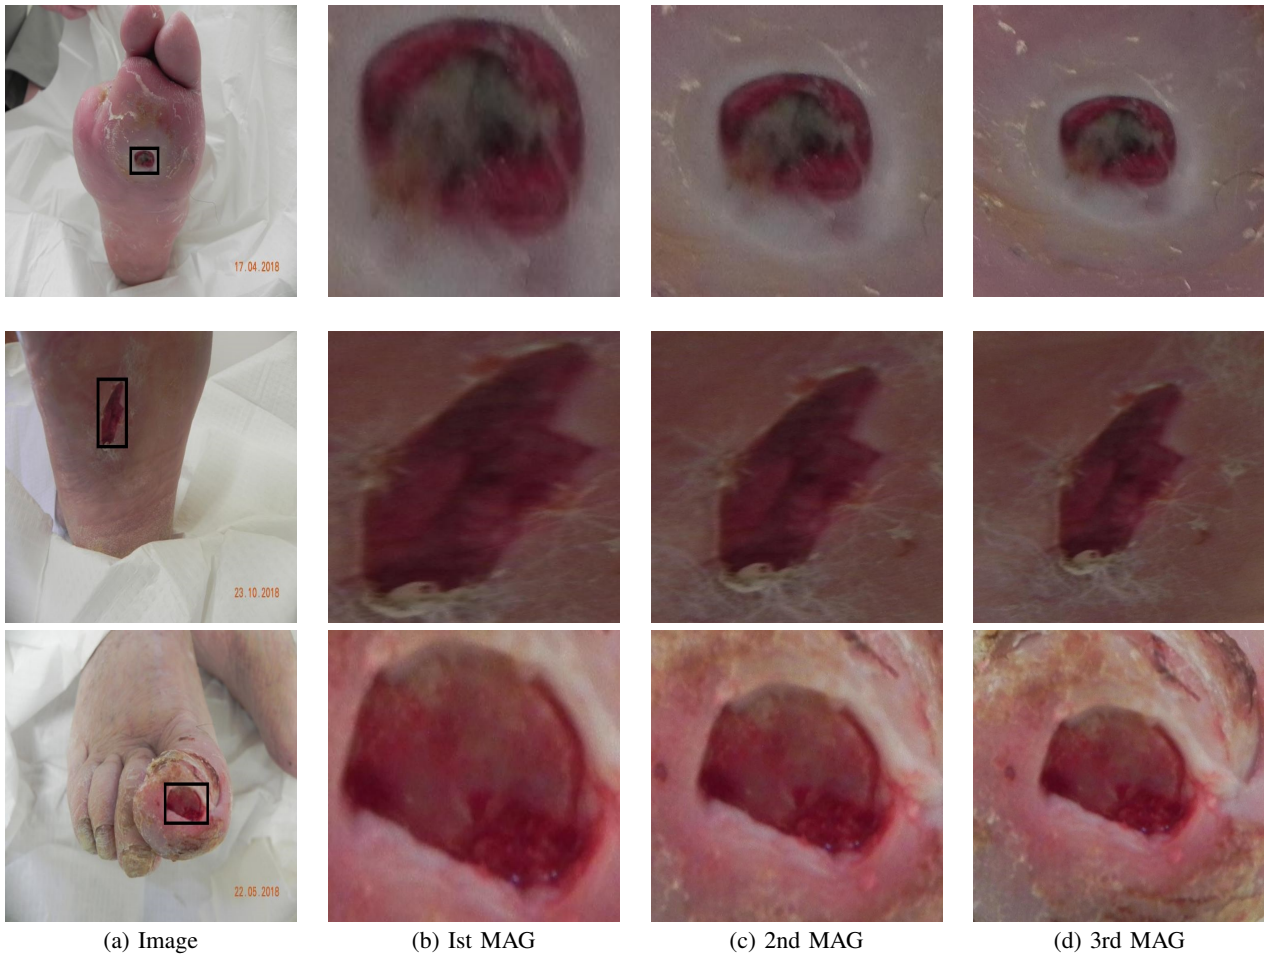 17.04.2018
23.10.2018
22.05.2018
(a) Image
(b) Ist MAG
(c) 2nd MAG
(d) 3rd MAG